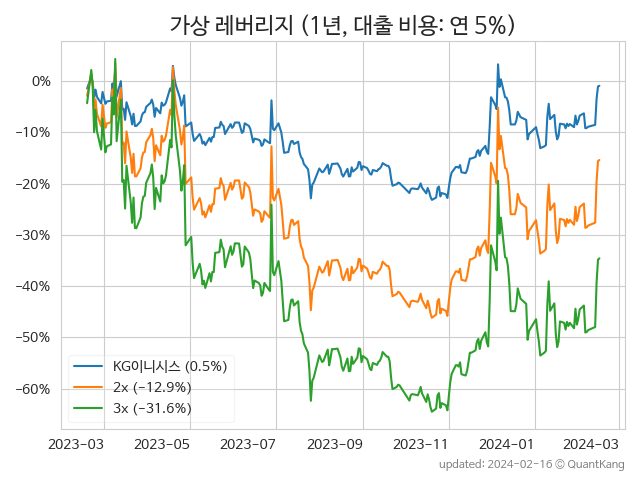 가상 레버리지 (1년, 대출 비용: 연 5%)
0%
−10%
−20%
−30%
−40%
−50%
−60%
KG이니시스 (0.5%)
2x (−12.9%)
3x (−31.6%)
2023-03 2023-05 2023-07 2023-09 2023-11 2024-01 2024-03
updated: 2024-02-16 © QuantKang